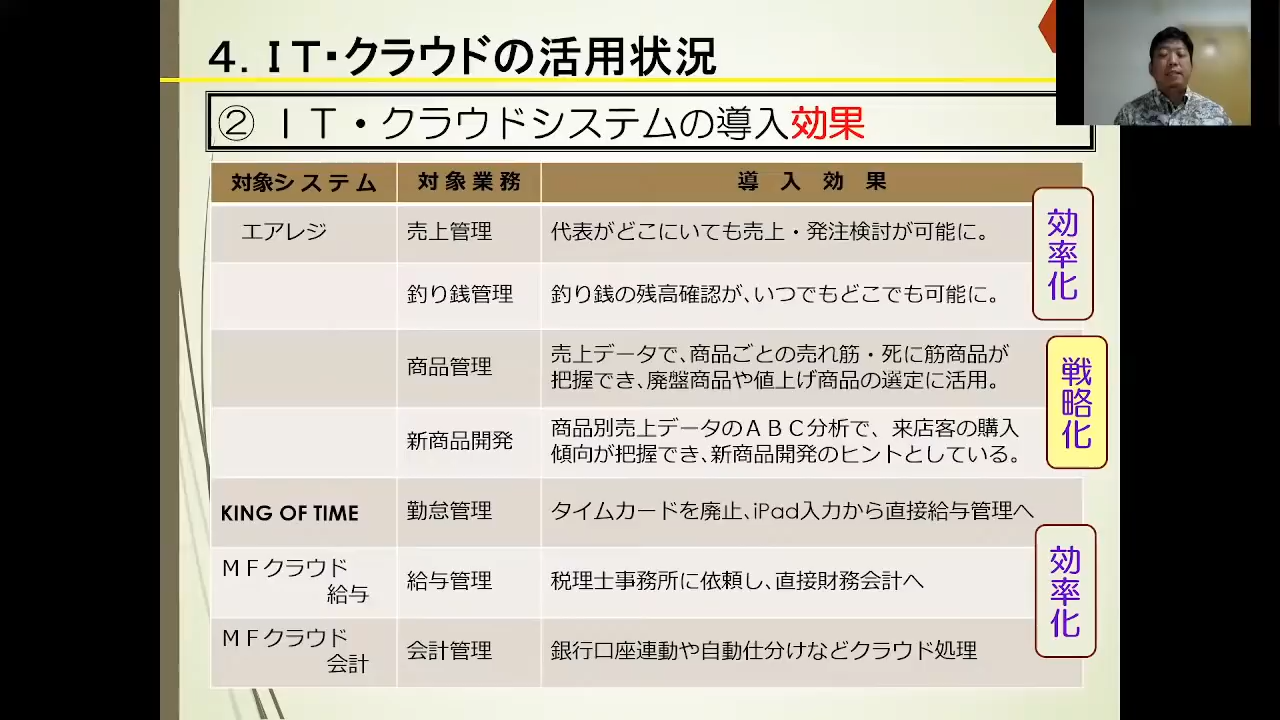 ４．ＩＴ・クラウドの活用状況
② ＩＴ・クラウドシステムの導入効果
対象システム 対象業務 導入効果
エアレジ 売上管理 代表がどこにいても売上・発注検討が可能に。
釣り銭管理 釣り銭の残高確認が、いつでもどこでも可能に。
効率化
商品管理 売上データで、商品ごとの売れ筋・死に筋商品が
把握でき、廃盤商品や値上げ商品の選定に活用。
新商品開発 商品別売上データのＡＢＣ分析で、来店客の購入
傾向が把握でき、新商品開発のヒントとしている。
戦略化
KING OF TIME 勤怠管理 タイムカードを廃止、iPad入力から直接給与管理へ
ＭＦクラウド
給与 給与管理 税理士事務所に依頼し、直接財務会計へ
ＭＦクラウド
会計 会計管理 銀行口座連動や自動仕分けなどクラウド処理
効率化